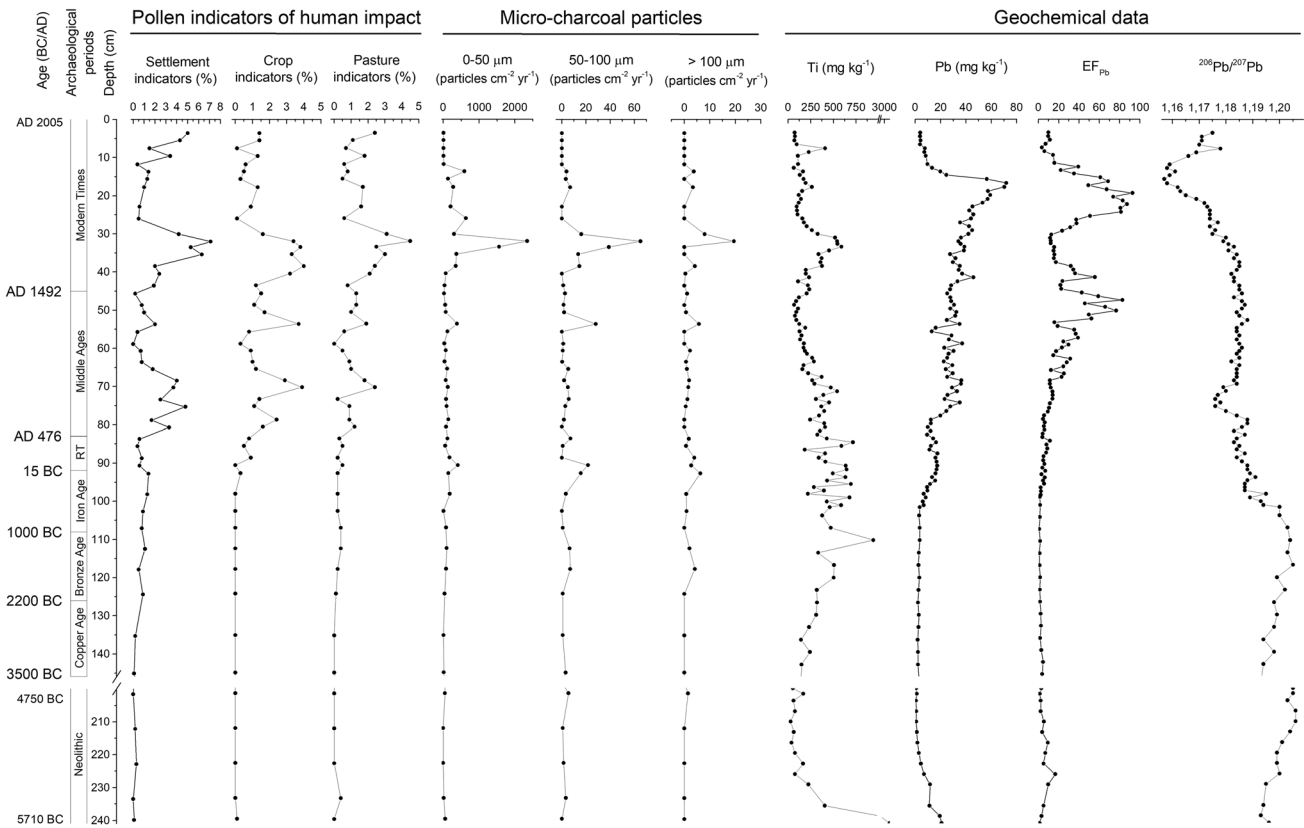 Pollen indicators of human impact
Micro-charcoal particles
Geochemical data
Age (BC/AD)
Archaeological
periods
Depth (cm)
Settlement
indicators (%)
Crop
indicators (%)
Pasture
indicators (%)
0-50 μm
(particles cm⁻² yr⁻¹)
50-100 μm
(particles cm⁻² yr⁻¹)
> 100 μm
(particles cm⁻² yr⁻¹)
Ti (mg kg⁻¹)
Pb (mg kg⁻¹)
EF Pb
²⁰⁶Pb/²⁰⁷Pb
0 1 2 3 4 5 6 7 8
0 1 2 3 4 5
0 1 2 3 4 5
0 1000 2000
0 20 40 60
0 10 20 30
0 250 500 750 3000
0 20 40 60 80
0 20 40 60 80 100
1,16 1,17 1,18 1,19 1,20
AD 2005
AD 1492
AD 476
15 BC
1000 BC
2200 BC
3500 BC
4750 BC
5710 BC
Modern Times
Middle Ages
RT
Iron Age
Bronze Age
Copper Age
Neolithic
0
10
20
30
40
50
60
70
80
90
100
110
120
130
140
210
220
230
240